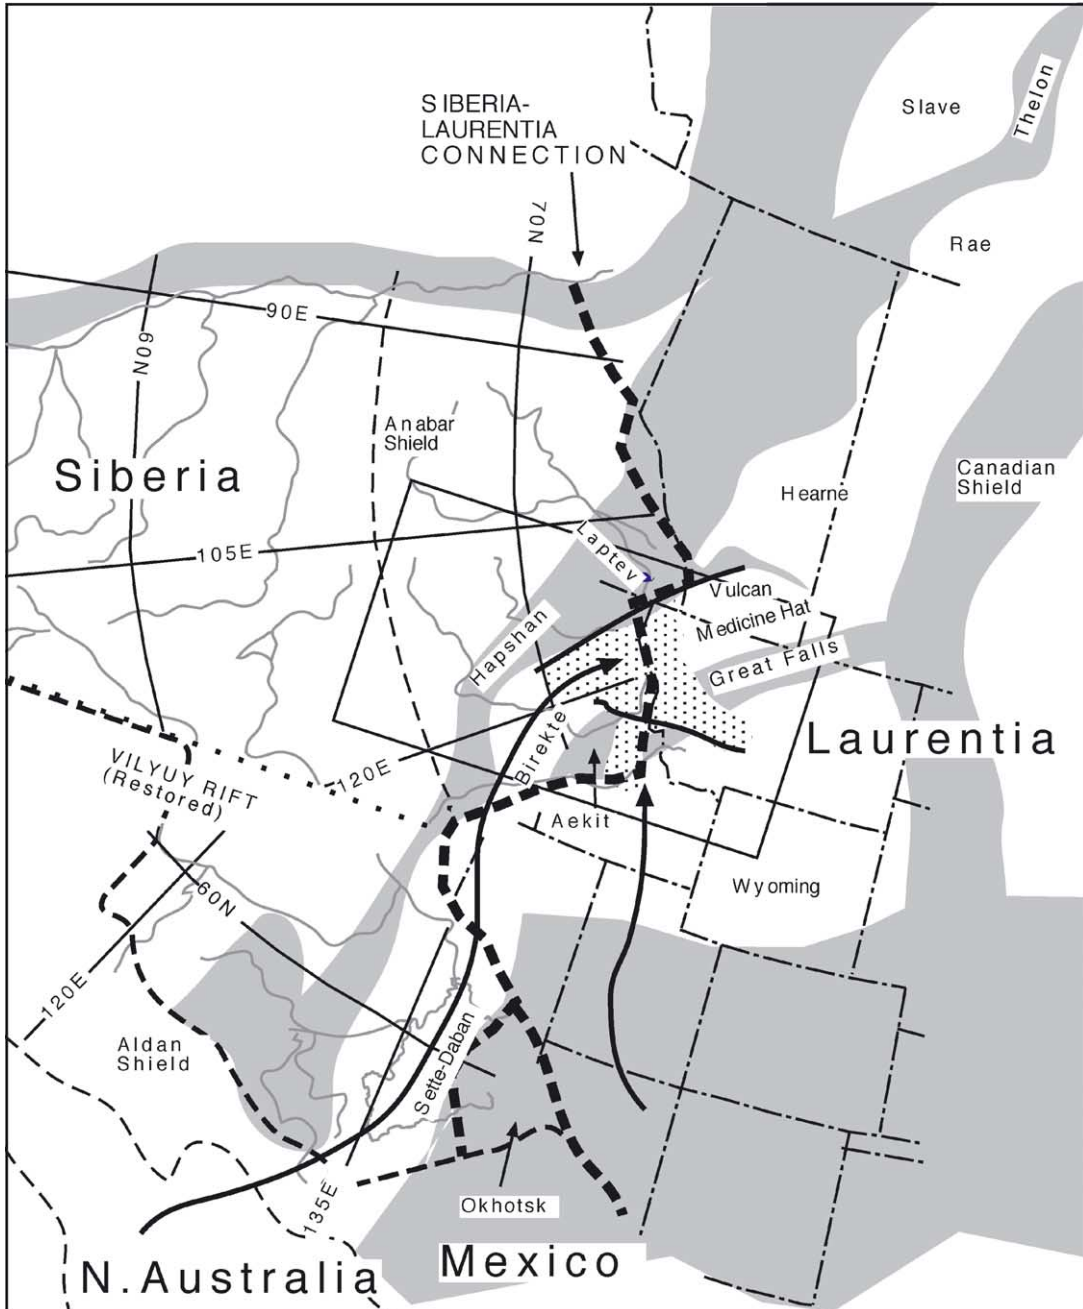 SIBERIA-
LAURENTIA
CONNECTION
Slave
Thelon
Rae
70N
90E
60N
Anabar
Shield
Siberia
Canadian
Shield
Hearne
105E
Laptev
Vulcan
Medicine Hat
Great Falls
Hapshan
Laurentia
Birekte
120E
VILYUY RIFT
(Restored)
Aekit
Wyoming
60N
120E
Aldan
Shield
Sette-Daban
135E
Okhotsk
Mexico
N. Australia